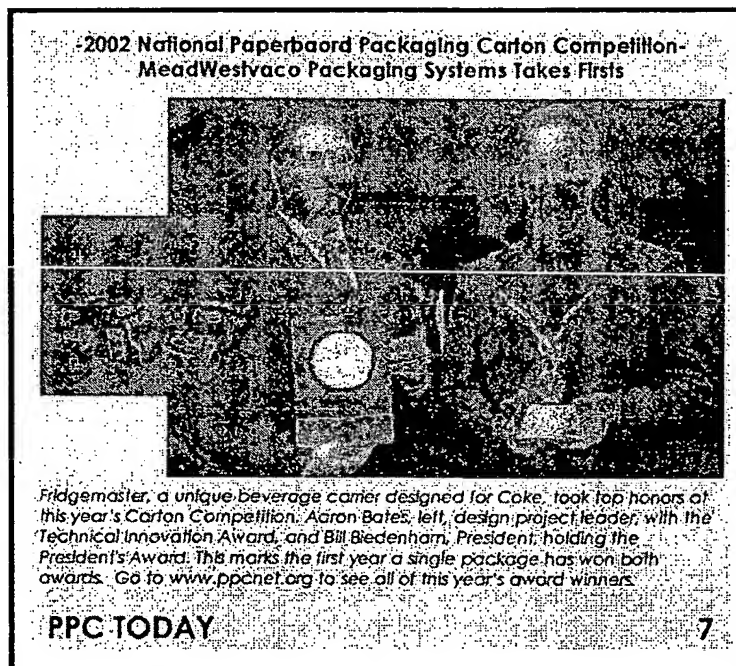 -2002 National Paperbaord Packaging Carton Competition-
MeadWestvaco Packaging Systems Takes Firsts
Fridgemaster, a unique beverage carrier designed for Coke, took top honors at
this year's Carton Competition. Aaron Bates, left, design project leader, with the
Technical Innovation Award, and Bill Biedenharn, President, holding the
President's Award. This marks the first year a single package has won both
awards. Go to www.ppcnet.org to see all of this year's award winners.
PPC TODAY 7